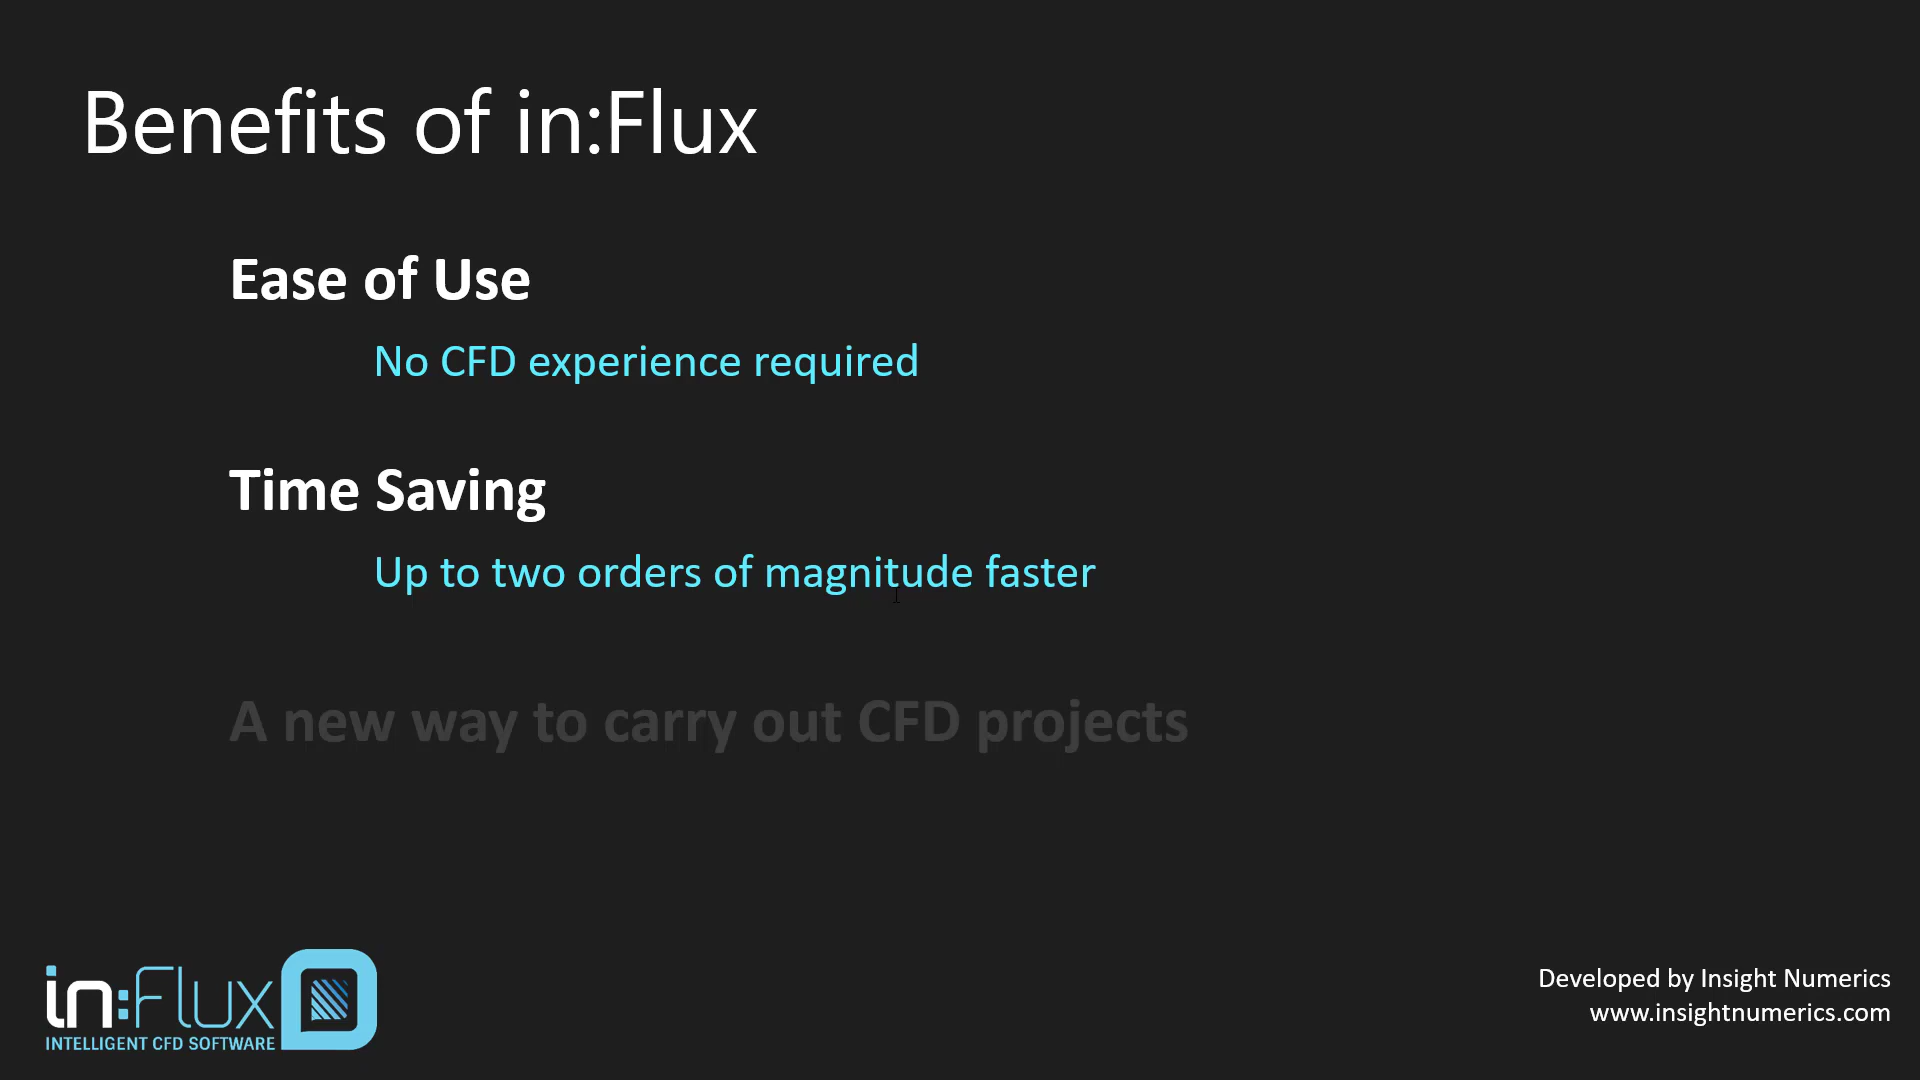 Benefits of in:Flux
Ease of Use
No CFD experience required
Time Saving
Up to two orders of magnitude faster
A new way to carry out CFD projects
in:Flux
INTELLIGENT CFD SOFTWARE
Developed by Insight Numerics
www.insightnumerics.com